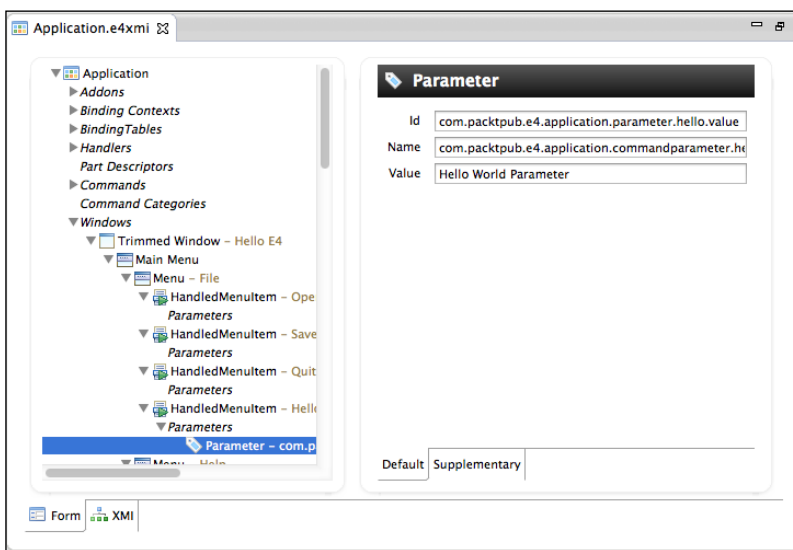 Application.e4xmi
Application
Addons
Binding Contexts
BindingTables
Handlers
Part Descriptors
Commands
Command Categories
Windows
Trimmed Window – Hello E4
Main Menu
Menu – File
HandledMenuItem – Ope
Parameters
HandledMenuItem – Save
Parameters
HandledMenuItem – Quit
Parameters
HandledMenuItem – Hell
Parameters
Parameter – com.p
Menu – Help
Parameter
Id com.packtpub.e4.application.parameter.hello.value
Name com.packtpub.e4.application.commandparameter.he
Value Hello World Parameter
Default Supplementary
Form XMI